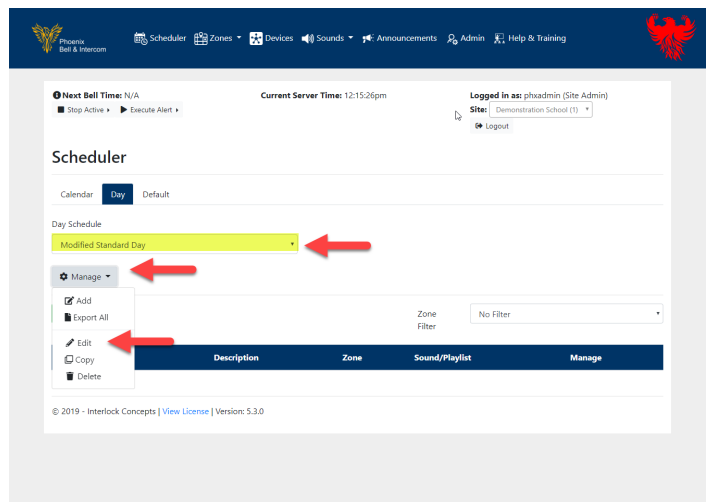 Phoenix
Bell & Intercom
Scheduler Zones Devices Sounds Announcements Admin Help & Training
Next Bell Time: N/A Current Server Time: 12:15:26pm Logged in as: phxadmin (Site Admin)
Stop Active Execute Alert Site: Demonstration School (1)
Logout
Scheduler
Calendar Day Default
Day Schedule
Modified Standard Day
Manage
Add
Export All
Zone Filter No Filter
Edit
Copy
Delete
Description Zone Sound/Playlist Manage
© 2019 - Interlock Concepts | View License | Version: 5.3.0